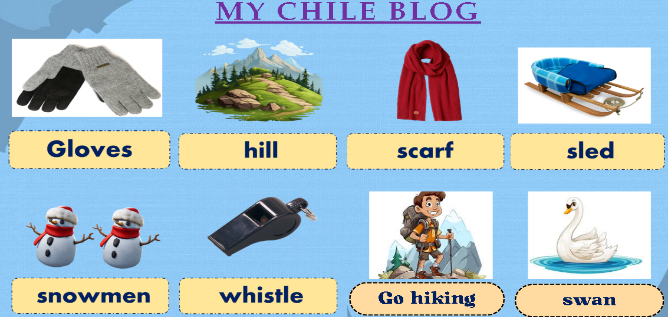 MY CHILE BLOG
Gloves hill scarf sled
snowmen whistle Go hiking swan